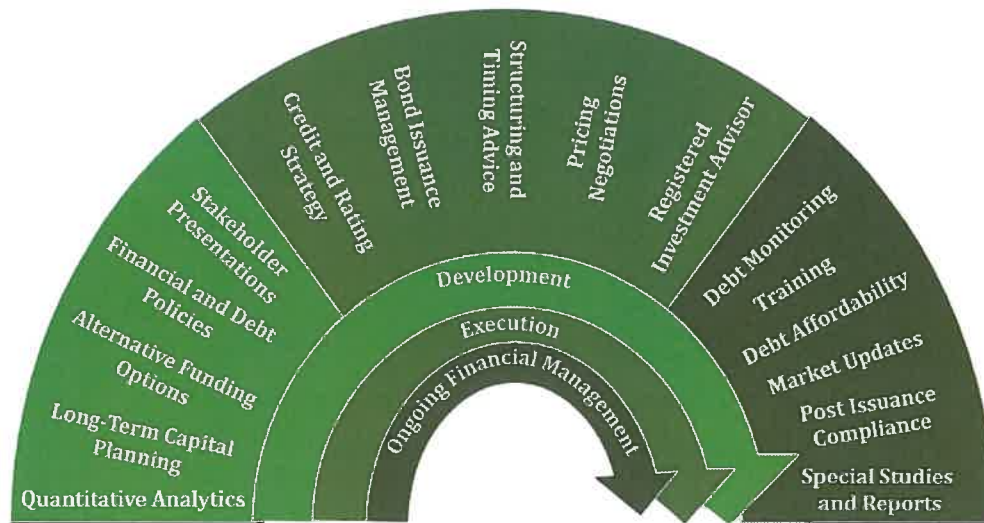 Quantitative Analytics
Long-Term Capital
Planning
Alternative Funding
Options
Financial and Debt
Policies
Stakeholder
Presentations
Credit and Rating
Strategy
Bond Issuance
Management
Structuring and
Timing Advice
Pricing
Negotiations
Registered
Investment Advisor
Debt Monitoring
Training
Debt Affordability
Market Updates
Post Issuance
Compliance
Special Studies
and Reports
Development
Execution
Ongoing Financial Management